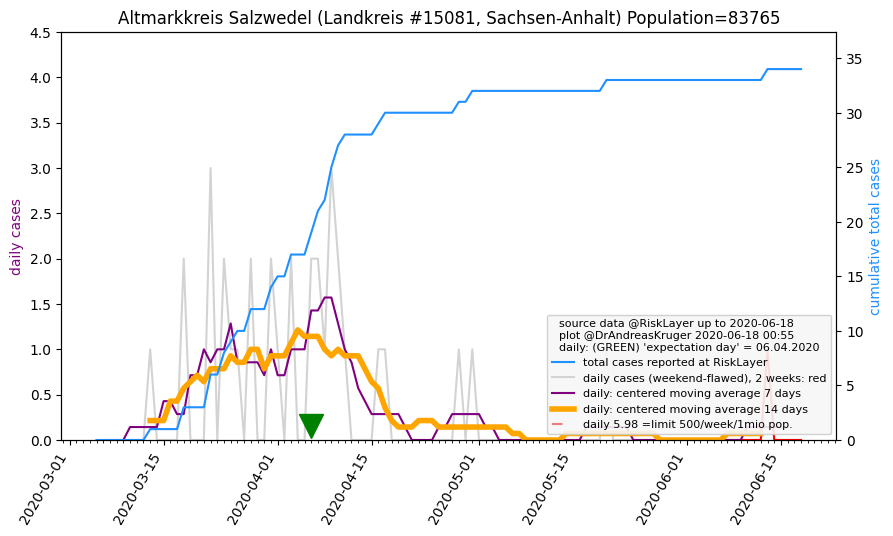 Altmarkkreis Salzwedel (Landkreis #15081, Sachsen-Anhalt) Population=83765
daily cases
4.5
4.0
3.5
3.0
2.5
2.0
1.5
1.0
0.5
0.0
35
30
25
20
15
10
5
0
cumulative total cases
source data @RiskLayer up to 2020-06-18
plot @DrAndreasKruger 2020-06-18 00:55
daily: (GREEN) 'expectation day' = 06.04.2020
total cases reported at RiskLayer
daily cases (weekend-flawed), 2 weeks: red
daily: centered moving average 7 days
daily: centered moving average 14 days
daily 5.98 =limit 500/week/1mio pop.
2020-03-01
2020-03-15
2020-04-01
2020-04-15
2020-05-01
2020-05-15
2020-06-01
2020-06-15